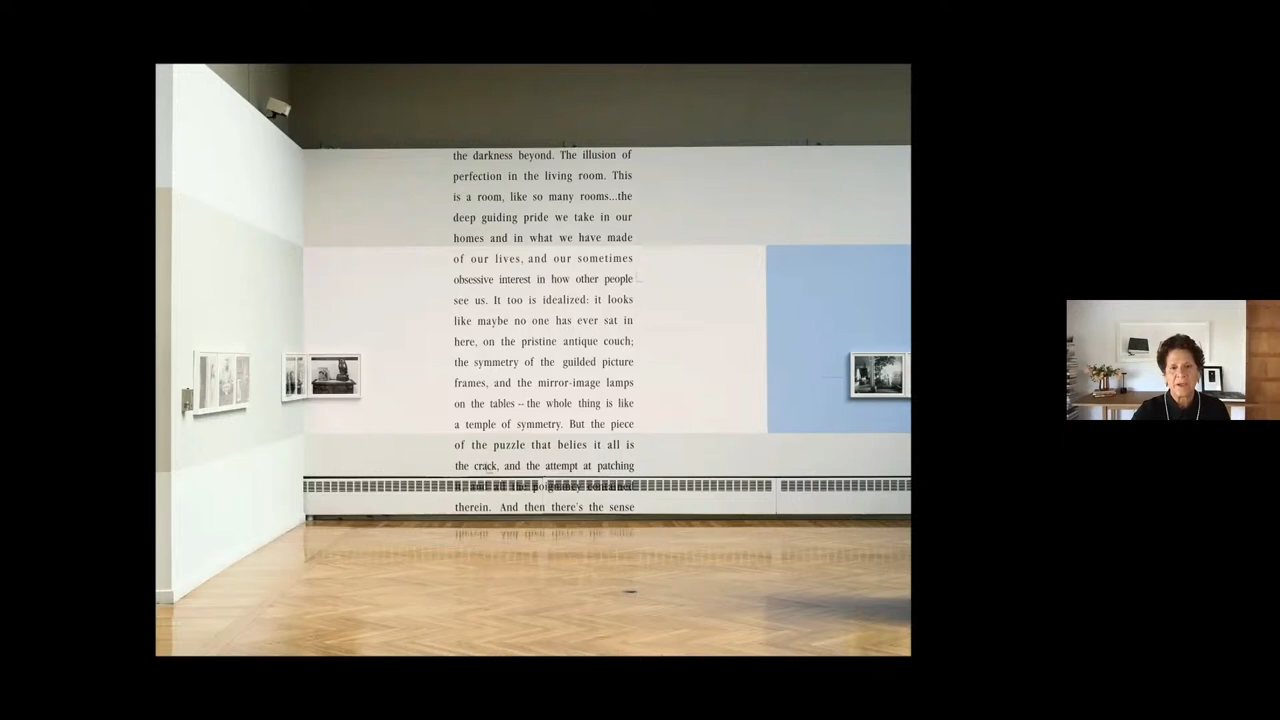 the darkness beyond. The illusion of
perfection in the living room. This
is a room, like so many rooms...the
deep guiding pride we take in our
homes and in what we have made
of our lives, and our sometimes
obsessive interest in how other people
see us. It too is idealized: it looks
like maybe no one has ever sat in
here, on the pristine antique couch;
the symmetry of the guilded picture
frames, and the mirror-image lamps
on the tables -- the whole thing is like
a temple of symmetry. But the piece
of the puzzle that belies it all is
the crack, and the attempt at patching
it, and all the poignancy contained
therein. And then there's the sense